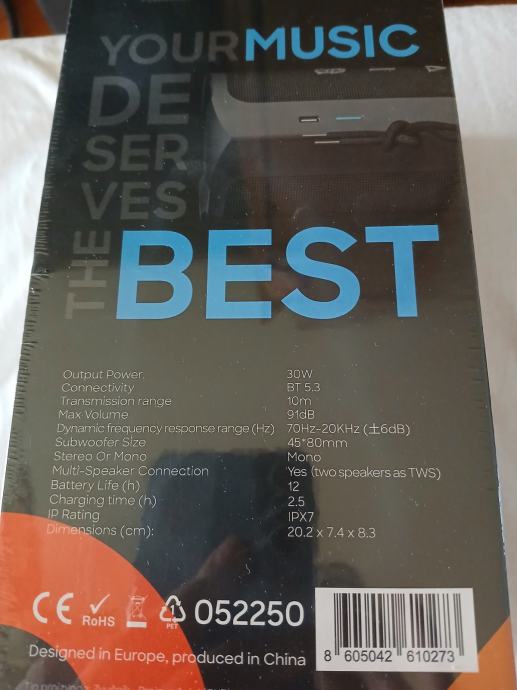 YOUR MUSIC
DE
SER
VES
THE
BEST
Output Power, 30W
Connectivity BT 5.3
Transmission range 10m
Max Volume 91dB
Dynamic frequency response range (Hz) 70Hz-20KHz (±6dB)
Subwoofer Size 45*80mm
Stereo Or Mono Mono
Multi-Speaker Connection Yes (two speakers as TWS)
Battery Life (h) 12
Charging time (h) 2.5
IP Rating IPX7
Dimensions (cm): 20.2 x 7.4 x 8.3
CE RoHS 1 PET 052250
Designed in Europe, produced in China
8 605042 610273